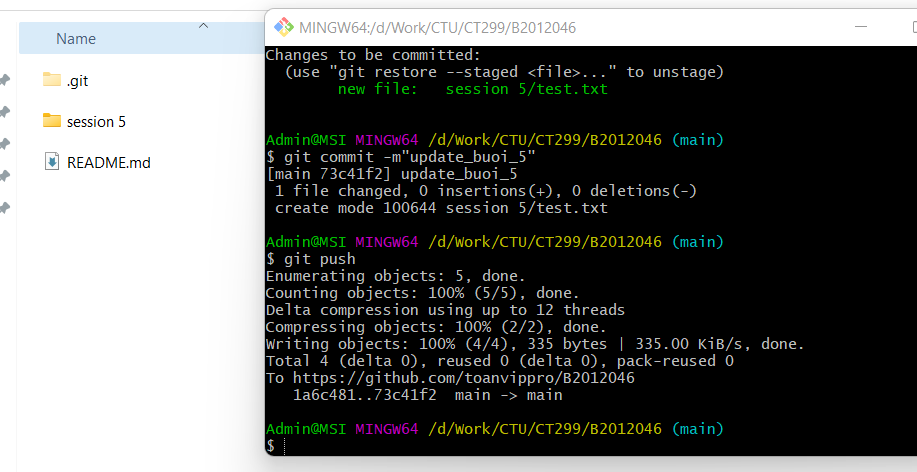 Name
.git
session 5
README.md
MINGW64:/d/Work/CTU/CT299/B2012046
Changes to be committed:
  (use "git restore --staged <file>..." to unstage)
        new file:   session 5/test.txt
Admin@MSI MINGW64 /d/Work/CTU/CT299/B2012046 (main)
$ git commit -m"update_buoi_5"
[main 73c41f2] update_buoi_5
 1 file changed, 0 insertions(+), 0 deletions(-)
 create mode 100644 session 5/test.txt
Admin@MSI MINGW64 /d/Work/CTU/CT299/B2012046 (main)
$ git push
Enumerating objects: 5, done.
Counting objects: 100% (5/5), done.
Delta compression using up to 12 threads
Compressing objects: 100% (2/2), done.
Writing objects: 100% (4/4), 335 bytes | 335.00 KiB/s, done.
Total 4 (delta 0), reused 0 (delta 0), pack-reused 0
To https://github.com/toanvippro/B2012046
   1a6c481..73c41f2  main -> main
Admin@MSI MINGW64 /d/Work/CTU/CT299/B2012046 (main)
$